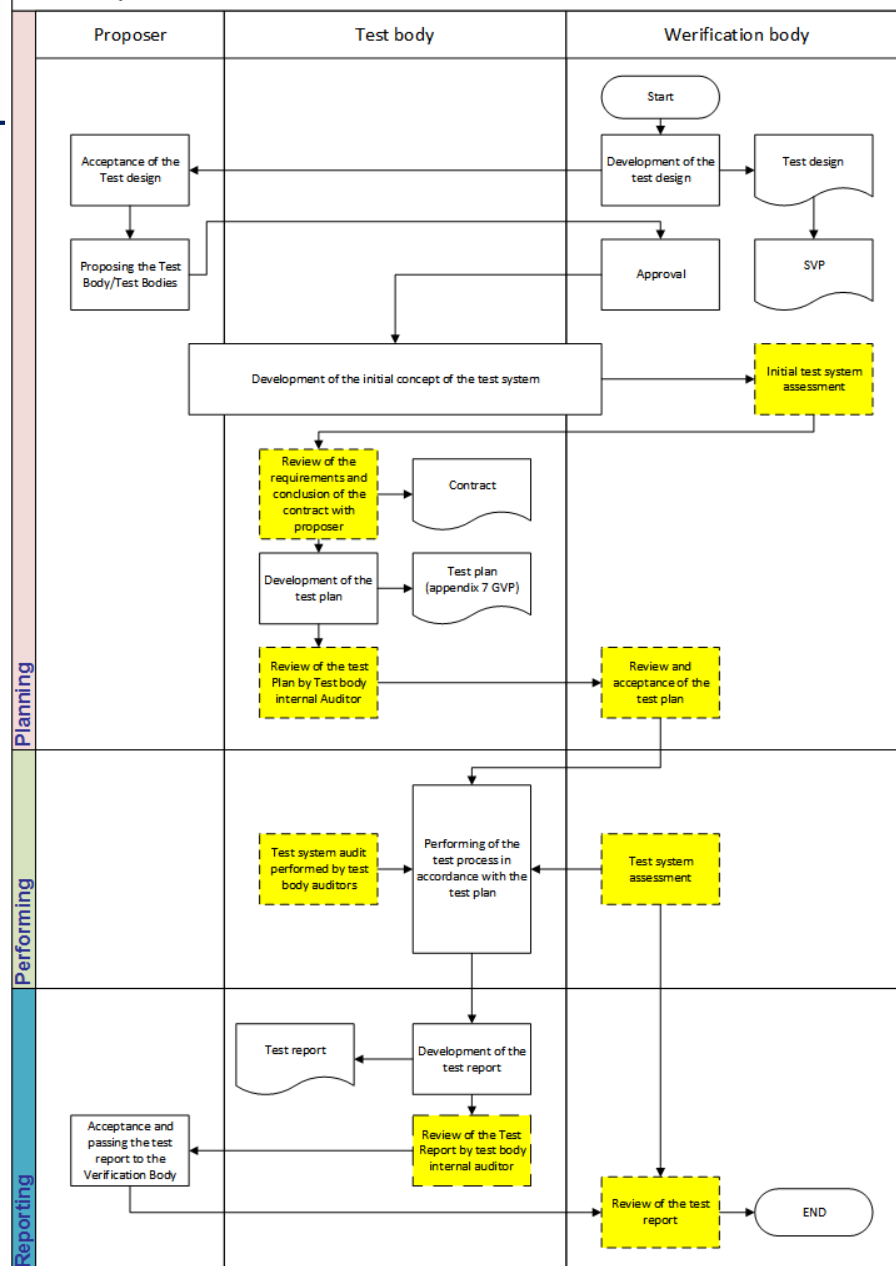 Proposer
Test body
Werification body
Start
Acceptance of the
Test design
Development of the
test design
Test design
Proposing the Test
Body/Test Bodies
Approval
SVP
Development of the initial concept of the test system
Initial test system
assessment
Review of the
requirements and
conclusion of the
contract with
proposer
Contract
Development of the
test plan
Test plan
(appendix 7 GVP)
Review of the test
Plan by Test body
internal Auditor
Review and
acceptance of the
test plan
Planning
Test system audit
performed by test
body auditors
Performing of the
test process in
accordance with the
test plan
Test system
assessment
Performing
Test report
Development of the
test report
Acceptance and
passing the test
report to the
Verification Body
Review of the Test
Report by test body
internal auditor
Review of the test
report
END
Reporting